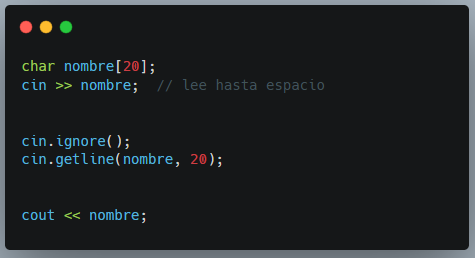 char nombre[20];
cin >> nombre;  // lee hasta espacio
cin.ignore();
cin.getline(nombre, 20);
cout << nombre;